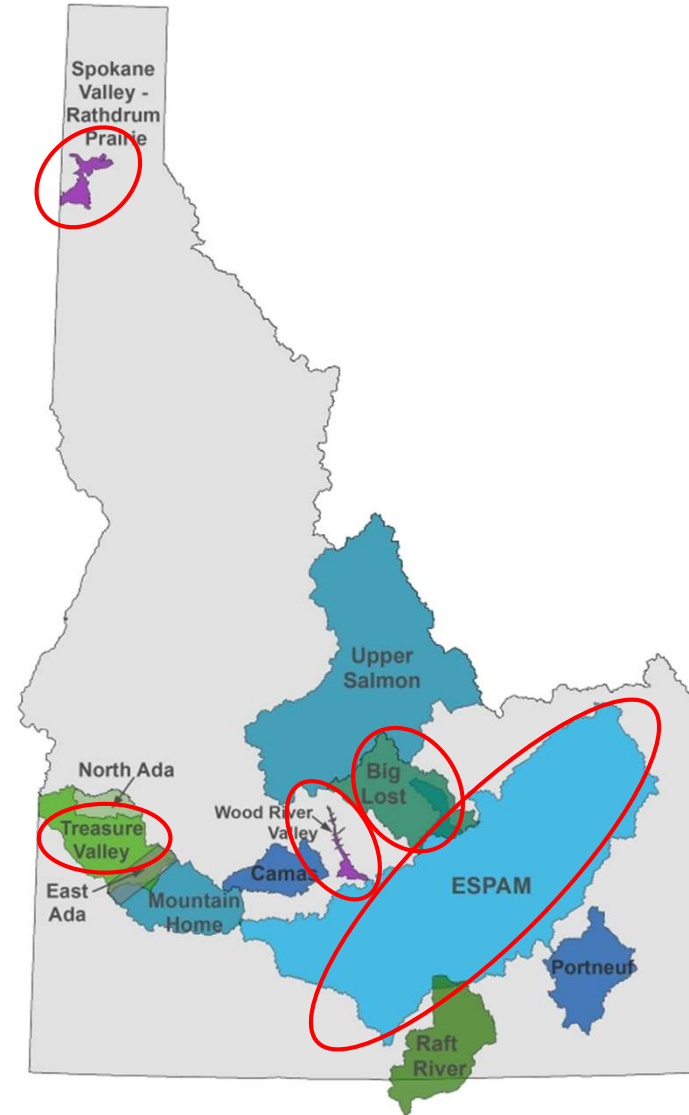 Spokane
Valley -
Rathdrum
Prairie
Upper
Salmon
North Ada
Big
Lost
Wood River
Valley
Treasure
Valley
Camas
East
Ada
Mountain
Home
ESPAM
Portneuf
Raft
River